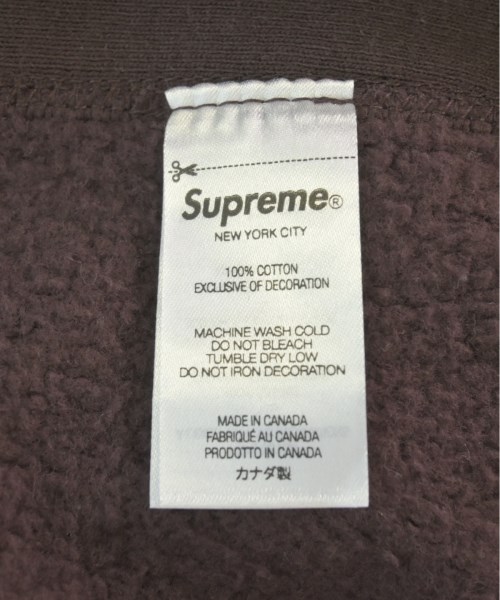 Supreme®
NEW YORK CITY
100% COTTON
EXCLUSIVE OF DECORATION
MACHINE WASH COLD
DO NOT BLEACH
TUMBLE DRY LOW
DO NOT IRON DECORATION
MADE IN CANADA
FABRIQUÉ AU CANADA
PRODOTTO IN CANADA
カナダ製